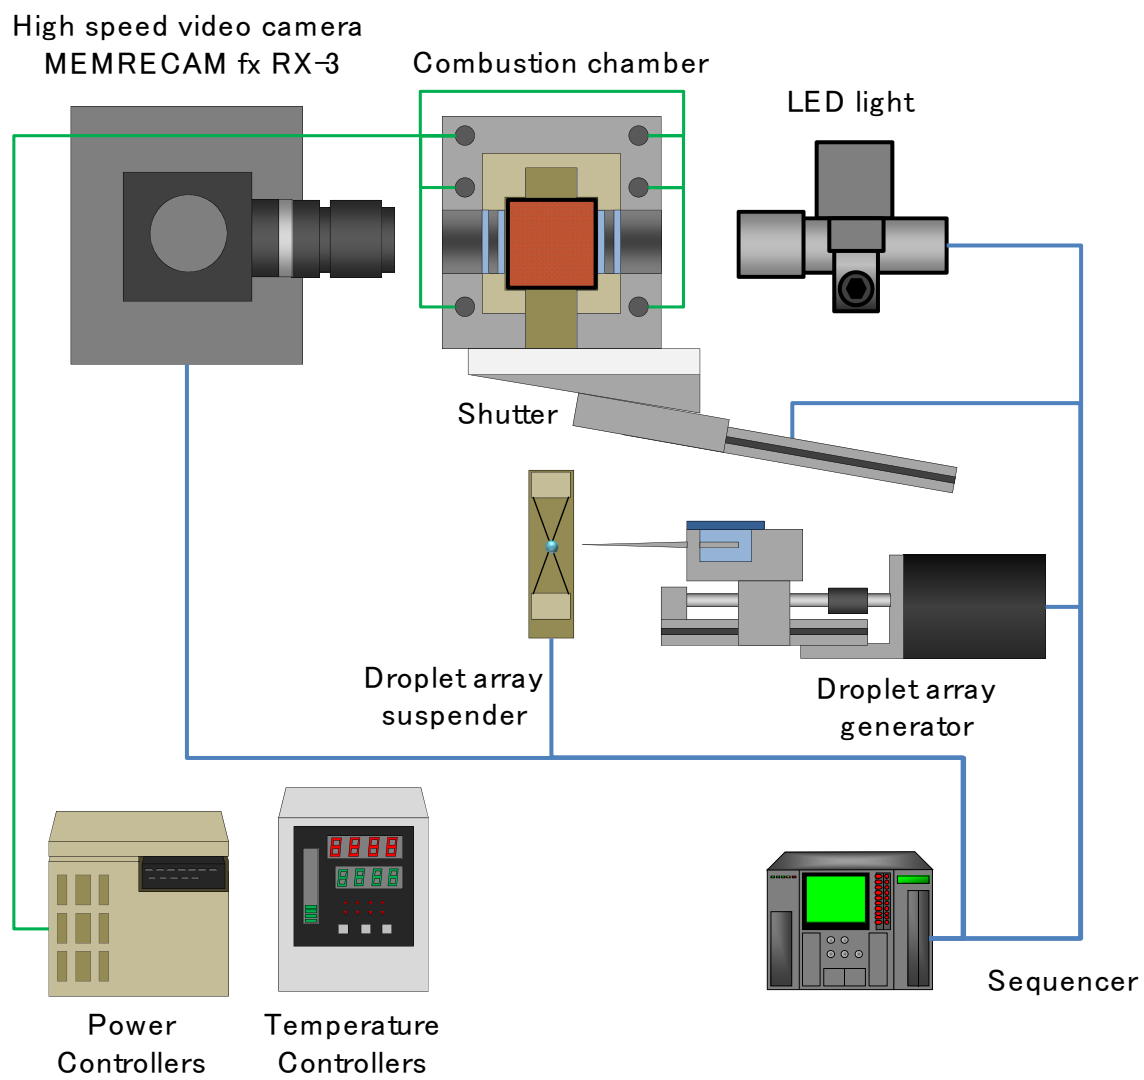 High speed video camera
MEMRECAM fx RX-3
Combustion chamber
LED light
Shutter
Droplet array
suspender
Droplet array
generator
Sequencer
Power
Controllers
Temperature
Controllers